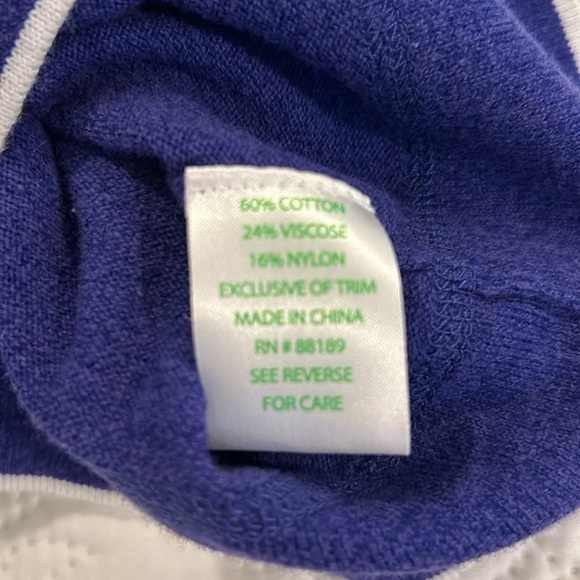 60% COTTON
24% VISCOSE
16% NYLON
EXCLUSIVE OF TRIM
MADE IN CHINA
RN # 88189
SEE REVERSE
FOR CARE